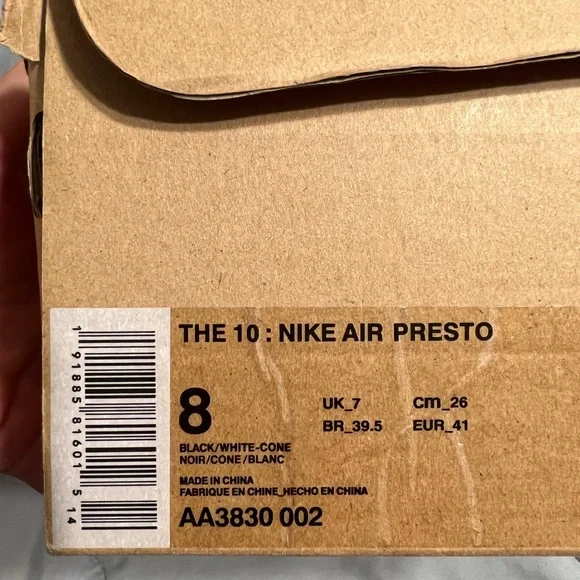 THE 10 : NIKE AIR PRESTO
8
UK_7 Cm_26
BR_39.5 EUR_41
BLACK/WHITE-CONE
NOIR/CONE/BLANC
MADE IN CHINA
FABRIQUE EN CHINE_HECHO EN CHINA
AA3830 002
1 91885 81601 5 14